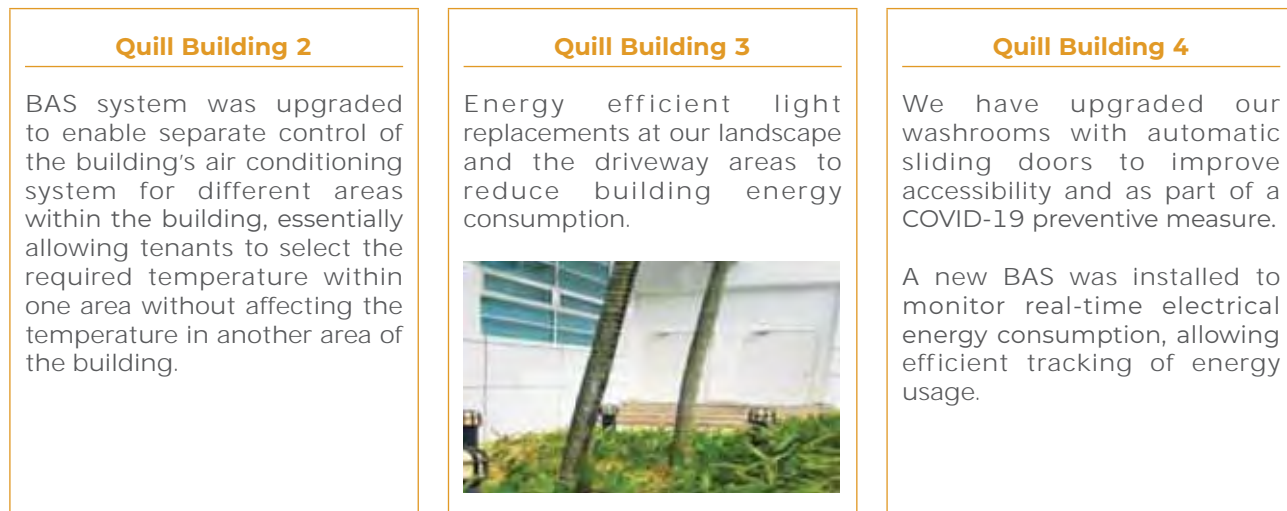 Quill Building 2
BAS system was upgraded
to enable separate control of
the building's air conditioning
system for different areas
within the building, essentially
allowing tenants to select the
required temperature within
one area without affecting the
temperature in another area of
the building.
Quill Building 3
Energy efficient light
replacements at our landscape
and the driveway areas to
reduce building energy
consumption.
Quill Building 4
We have upgraded our
washrooms with automatic
sliding doors to improve
accessibility and as part of a
COVID-19 preventive measure.
A new BAS was installed to
monitor real-time electrical
energy consumption, allowing
efficient tracking of energy
usage.